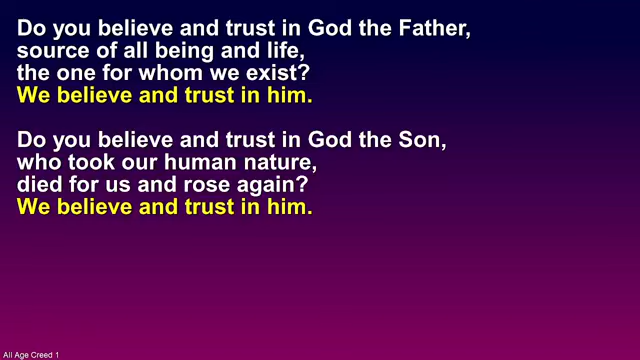 Do you believe and trust in God the Father,
source of all being and life,
the one for whom we exist?
We believe and trust in him.
Do you believe and trust in God the Son,
who took our human nature,
died for us and rose again?
We believe and trust in him.
All Age Creed 1